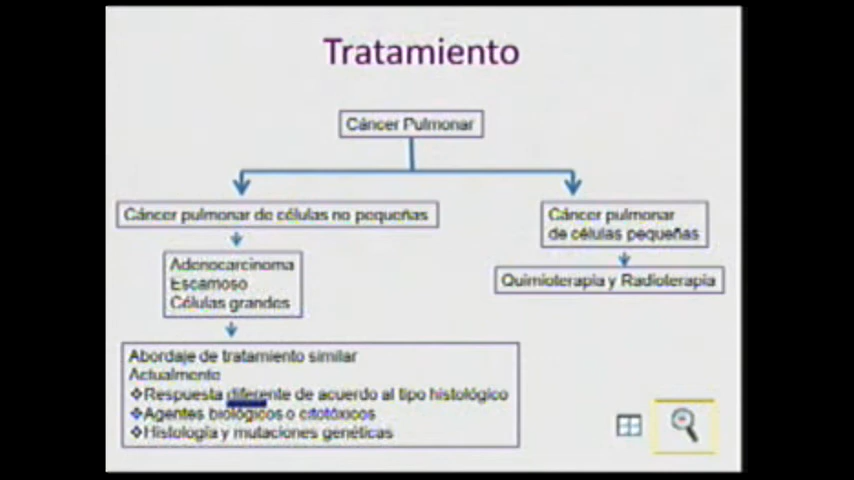 Tratamiento
Cáncer Pulmonar
Cáncer pulmonar de células no pequeñas
Cáncer pulmonar
de células pequeñas
Adenocarcinoma
Escamoso
Células grandes
Quimioterapia y Radioterapia
Abordaje de tratamiento similar
Actualmente
❖Respuesta diferente de acuerdo al tipo histológico
❖Agentes biológicos o citotóxicos
❖Histología y mutaciones genéticas